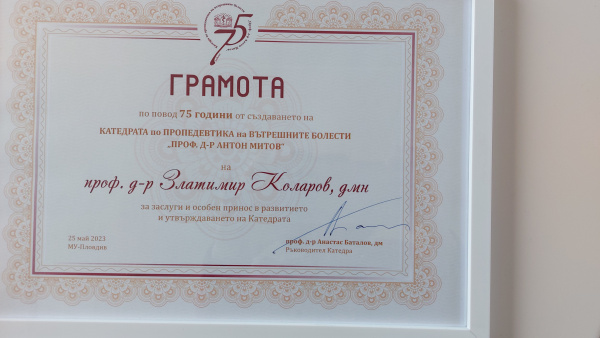 75
ГРАМОТА
по повод 75 години от създаването на
КАТЕДРАТА по ПРОПЕДЕВТИКА на ВЪТРЕШНИТЕ БОЛЕСТИ
„ПРОФ. Д-Р АНТОН МИТОВ"
на
проф. д-р Златимир Коларов, дмн
за заслуги и особен принос в развитието
и утвърждаването на Катедрата
25 май 2023
МУ-Пловдив
проф. д-р Анастас Баталов, дм
Ръководител Катедра